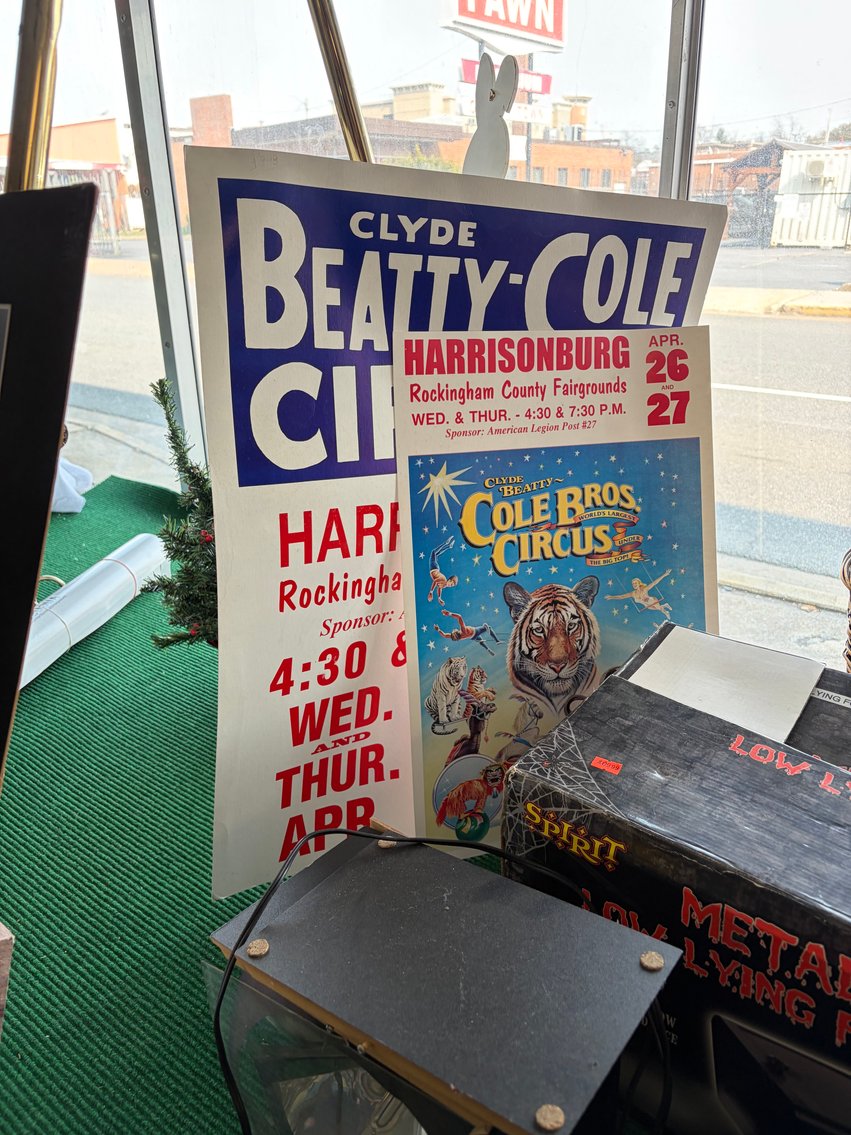 PAWN
CLYDE
BEATTY-COLE
CI
HARR
Rockingha
Sponsor: A
4:30 &
WED.
AND
THUR.
APR
HARRISONBURG
Rockingham County Fairgrounds
WED. & THUR. - 4:30 & 7:30 P.M.
Sponsor: American Legion Post #27
APR.
26
AND
27
CLYDE
BEATTY~
COLE BROS.
CIRCUS
WORLD'S LARGEST
UNDER
THE BIG TOP!
LYING F
LOW L
SPIRIT
METAL
LOW LYING F